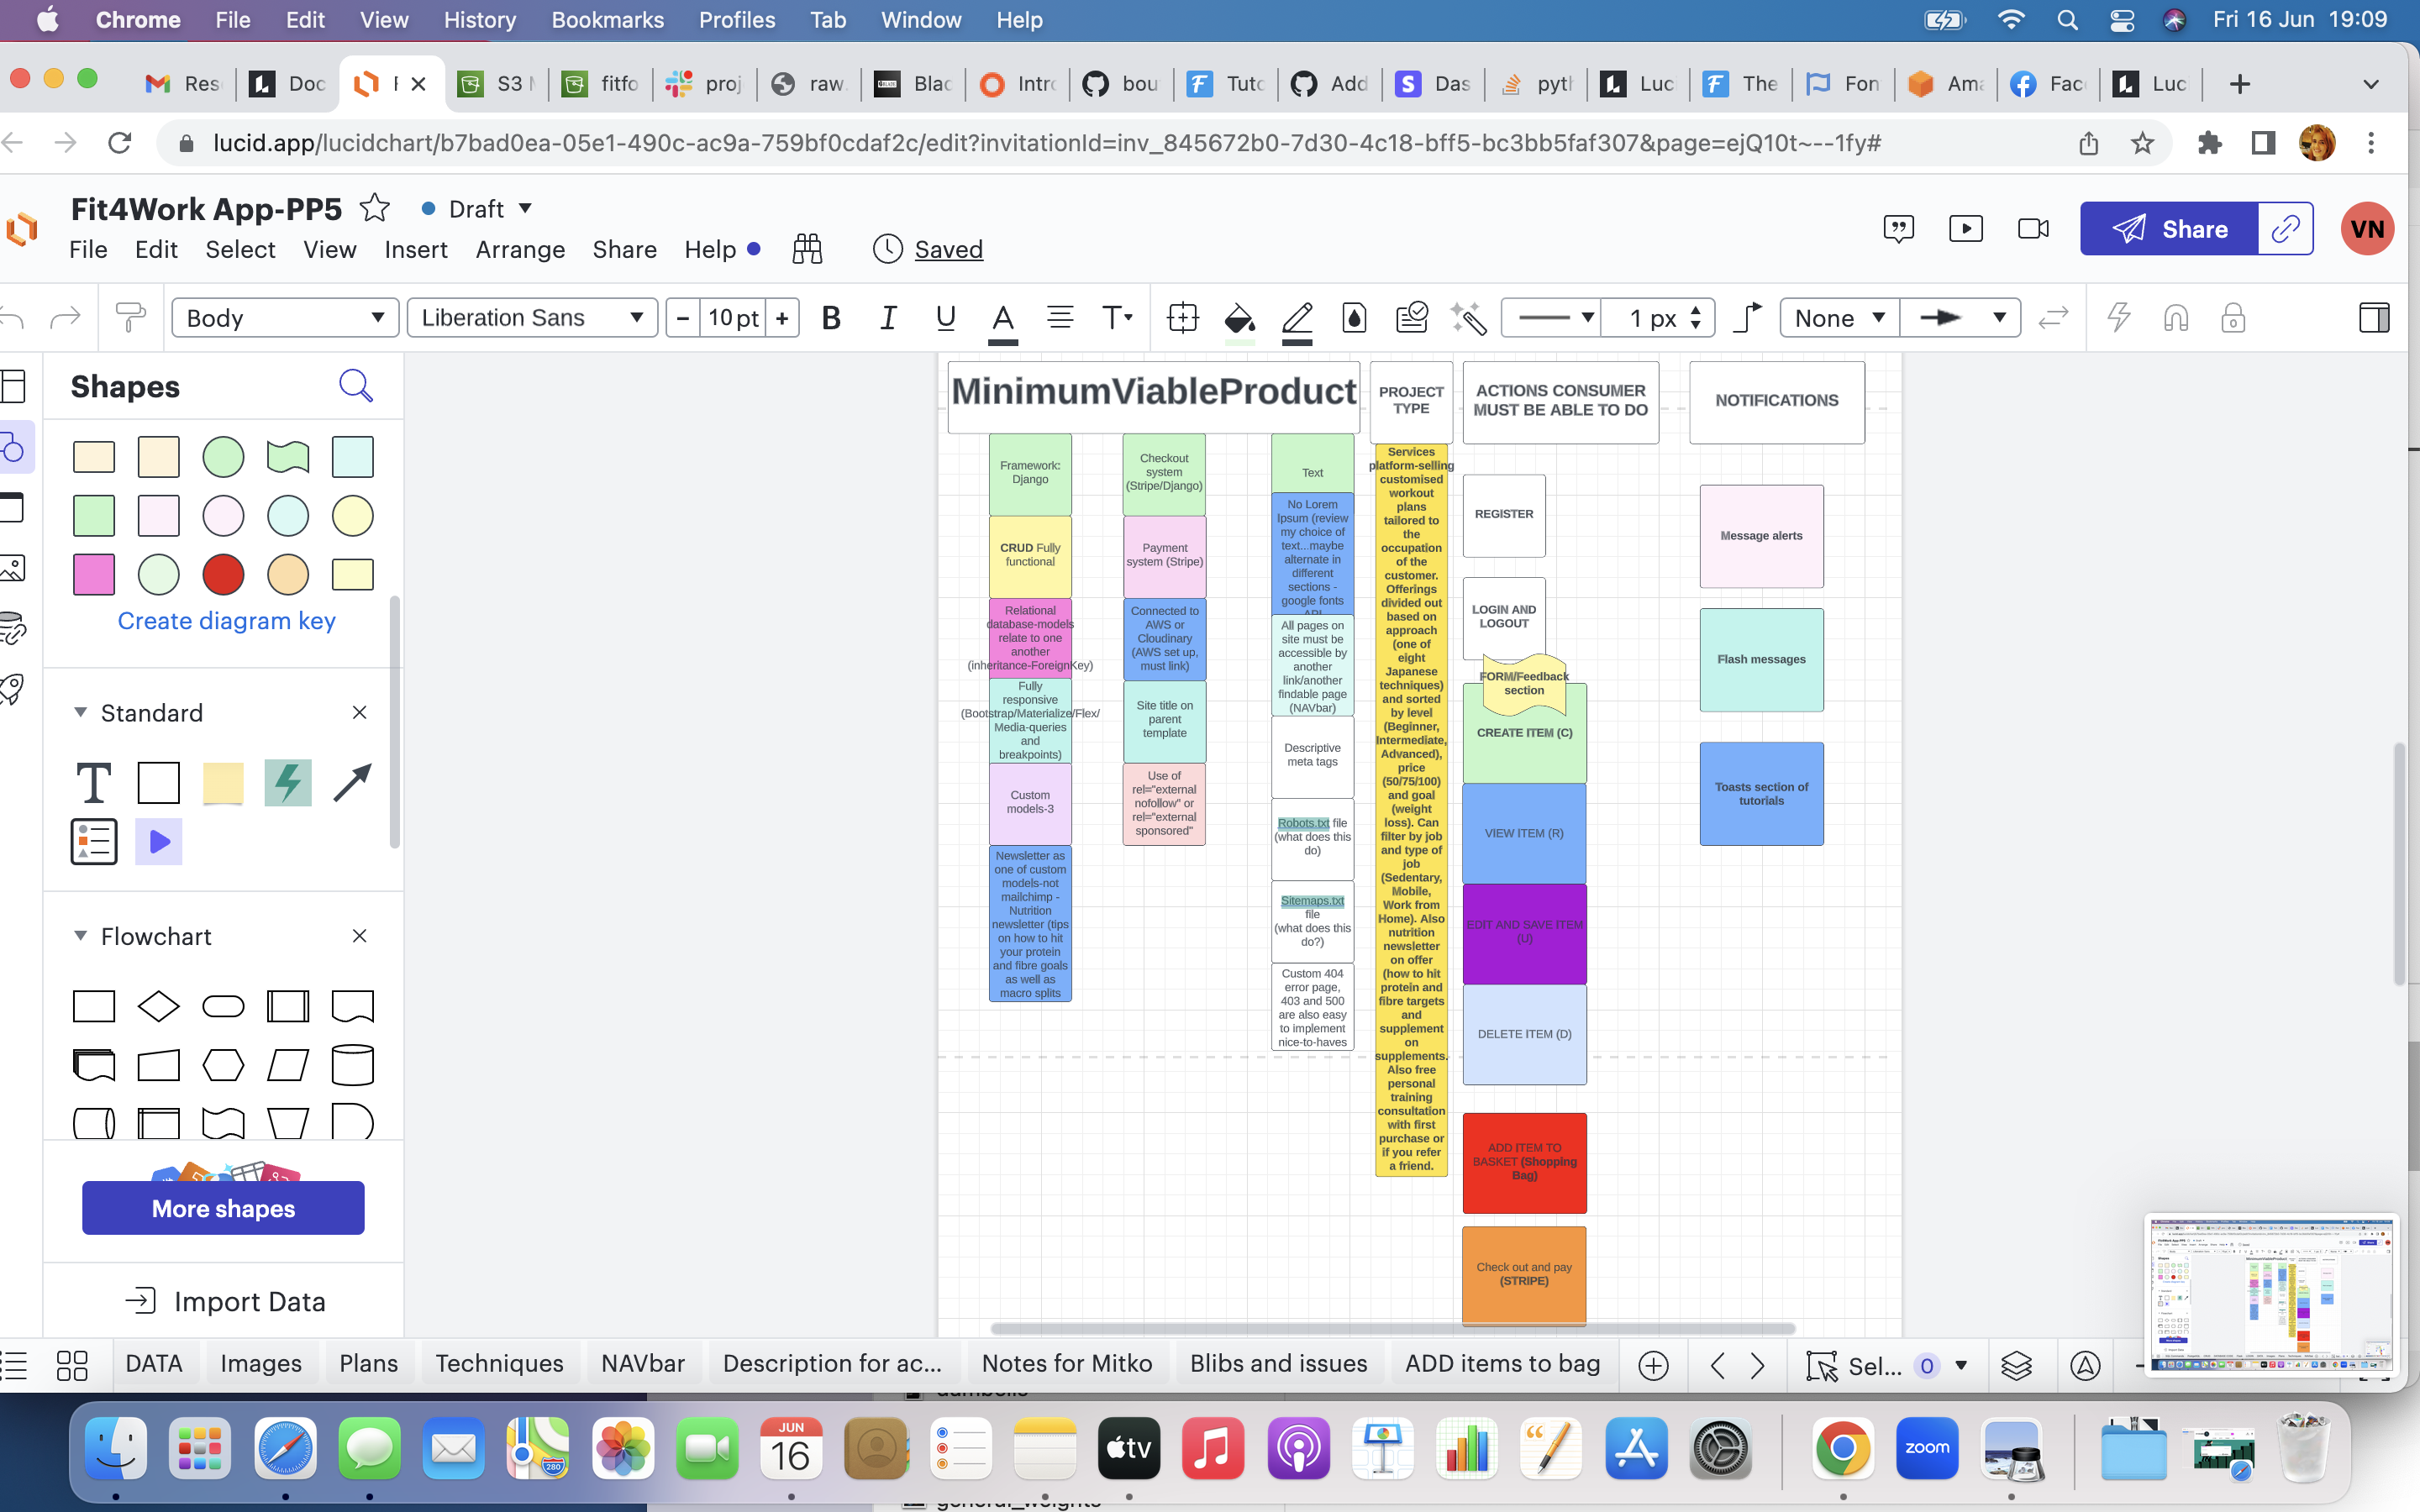 Chrome File Edit View History Bookmarks Profiles Tab Window Help Fri 16 Jun 19:09
Res Doc F S3 fitfo proj raw. Blac Intro bou Tuto Add Das pyth Luc The Fon Ama Fac Luc
lucid.app/lucidchart/b7bad0ea-05e1-490c-ac9a-759bf0cdaf2c/edit?invitationId=inv_845672b0-7d30-4c18-bff5-bc3bb5faf307&page=ejQ10t~--1fy#
Fit4Work App-PP5 Draft
File Edit Select View Insert Arrange Share Help Saved
Share VN
Body Liberation Sans - 10 pt + B I U A T 1 px None
Shapes
Create diagram key
Standard
T
Flowchart
More shapes
Import Data
MinimumViableProduct
Framework:
Django
CRUD Fully
functional
Relational
database-models
relate to one
another
(inheritance-ForeignKey)
Fully
responsive
(Bootstrap/Materialize/Flex/
Media-queries
and
breakpoints)
Custom
models-3
Newsletter as
one of custom
models-not
mailchimp -
Nutrition
newsletter (tips
on how to hit
your protein
and fibre goals
as well as
macro splits
Checkout
system
(Stripe/Django)
Payment
system (Stripe)
Connected to
AWS or
Cloudinary
(AWS set up,
must link)
Site title on
parent
template
Use of
rel="external
nofollow" or
rel="external
sponsored"
Text
No Lorem
Ipsum (review
my choice of
text...maybe
alternate in
different
sections -
google fonts
API
All pages on
site must be
accessible by
another
link/another
findable page
(NAVbar)
Descriptive
meta tags
Robots.txt file
(what does this
do)
Sitemaps.txt
file
(what does this
do?)
Custom 404
error page,
403 and 500
are also easy
to implement
nice-to-haves
PROJECT
TYPE
Services
platform-selling
customised
workout
plans
tailored to
the
occupation
of the
customer.
Offerings
divided out
based on
approach
(one of
eight
Japanese
techniques)
and sorted
by level
(Beginner,
Intermediate,
Advanced),
price
(50/75/100)
and goal
(weight
loss). Can
filter by job
and type of
job
(Sedentary,
Mobile,
Work from
Home). Also
nutrition
newsletter
on offer
(how to hit
protein and
fibre targets
and
supplement
on
supplements.
Also free
personal
training
consultation
with first
purchase or
if you refer
a friend.
ACTIONS CONSUMER
MUST BE ABLE TO DO
REGISTER
LOGIN AND
LOGOUT
FORM/Feedback
section
CREATE ITEM (C)
VIEW ITEM (R)
EDIT AND SAVE ITEM
(U)
DELETE ITEM (D)
ADD ITEM TO
BASKET (Shopping
Bag)
Check out and pay
(STRIPE)
NOTIFICATIONS
Message alerts
Flash messages
Toasts section of
tutorials
DATA Images Plans Techniques NAVbar Description for ac... Notes for Mitko Blibs and issues ADD items to bag Sel... 0
dumbells
JUN
16
280
tv
zoom
general_weights